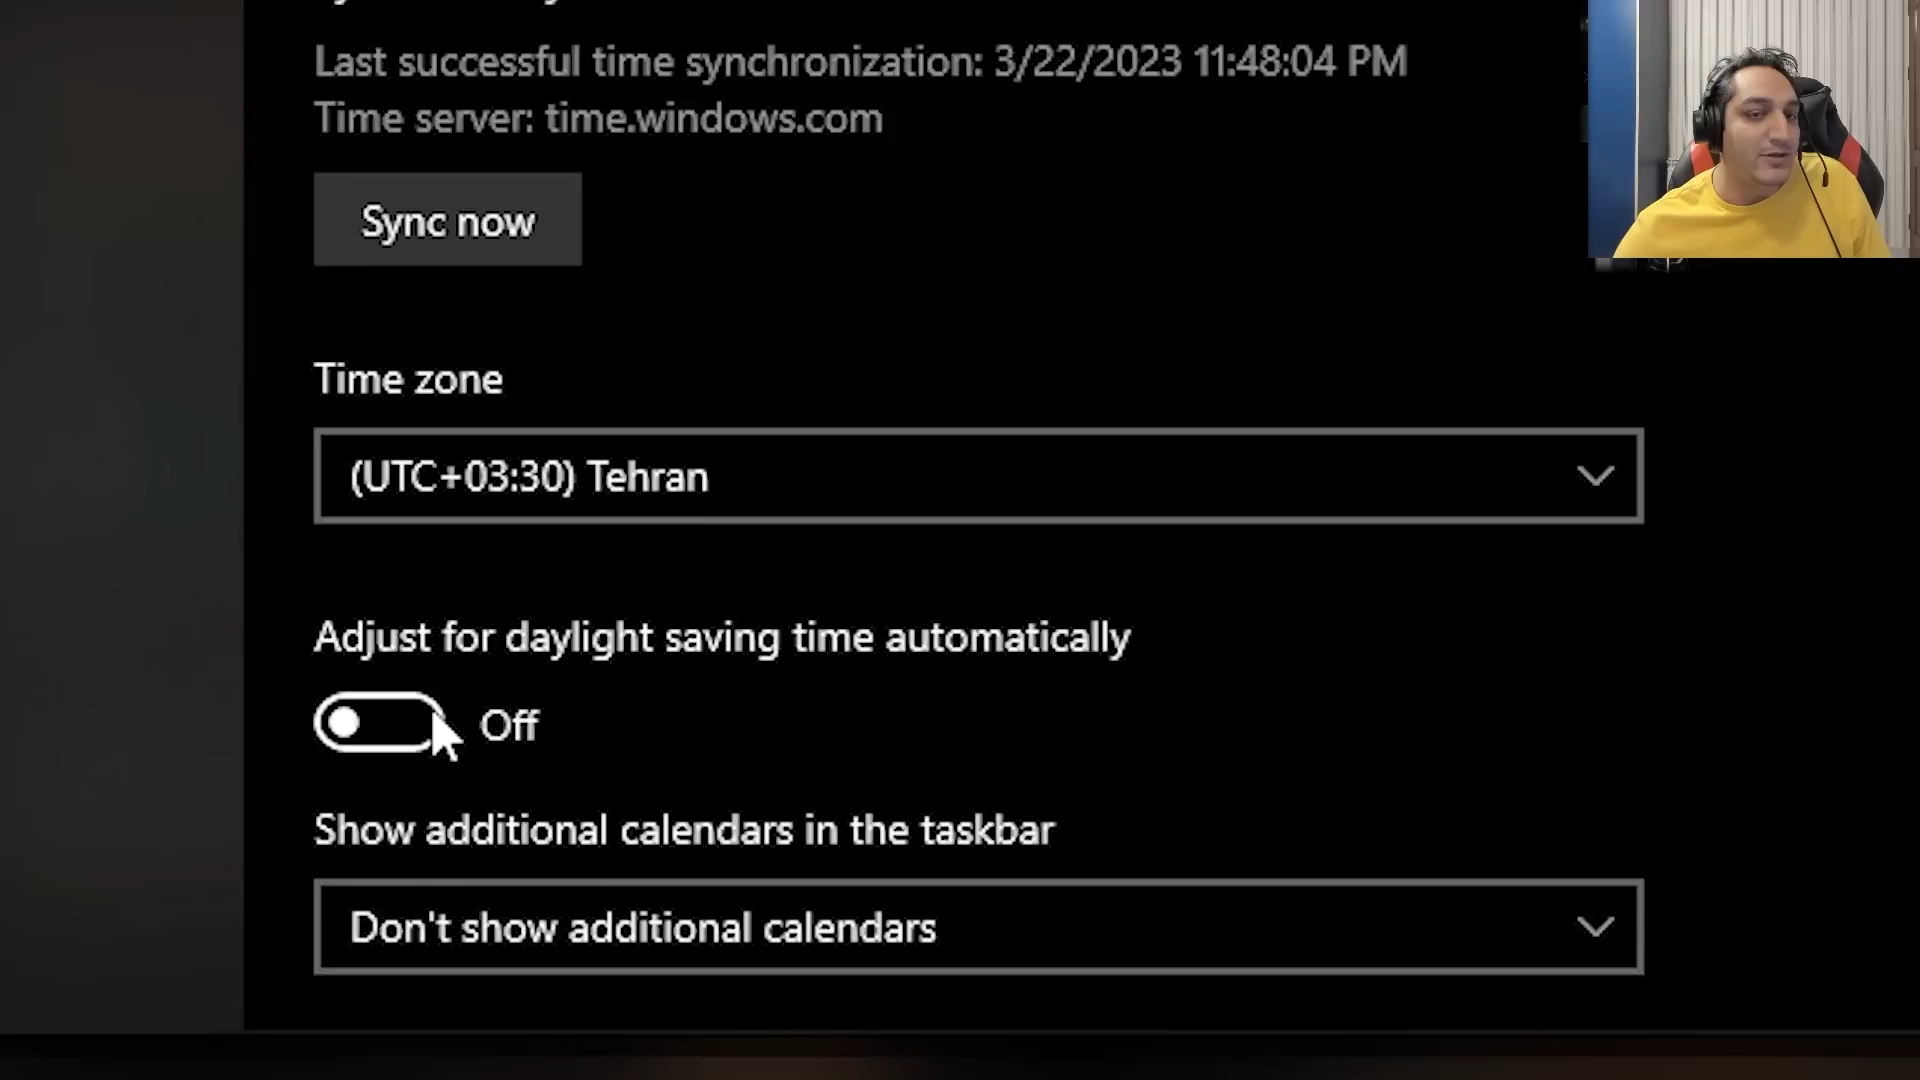 Last successful time synchronization: 3/22/2023 11:48:04 PM
Time server: time.windows.com
Sync now
Time zone
(UTC+03:30) Tehran
Adjust for daylight saving time automatically
Off
Show additional calendars in the taskbar
Don't show additional calendars